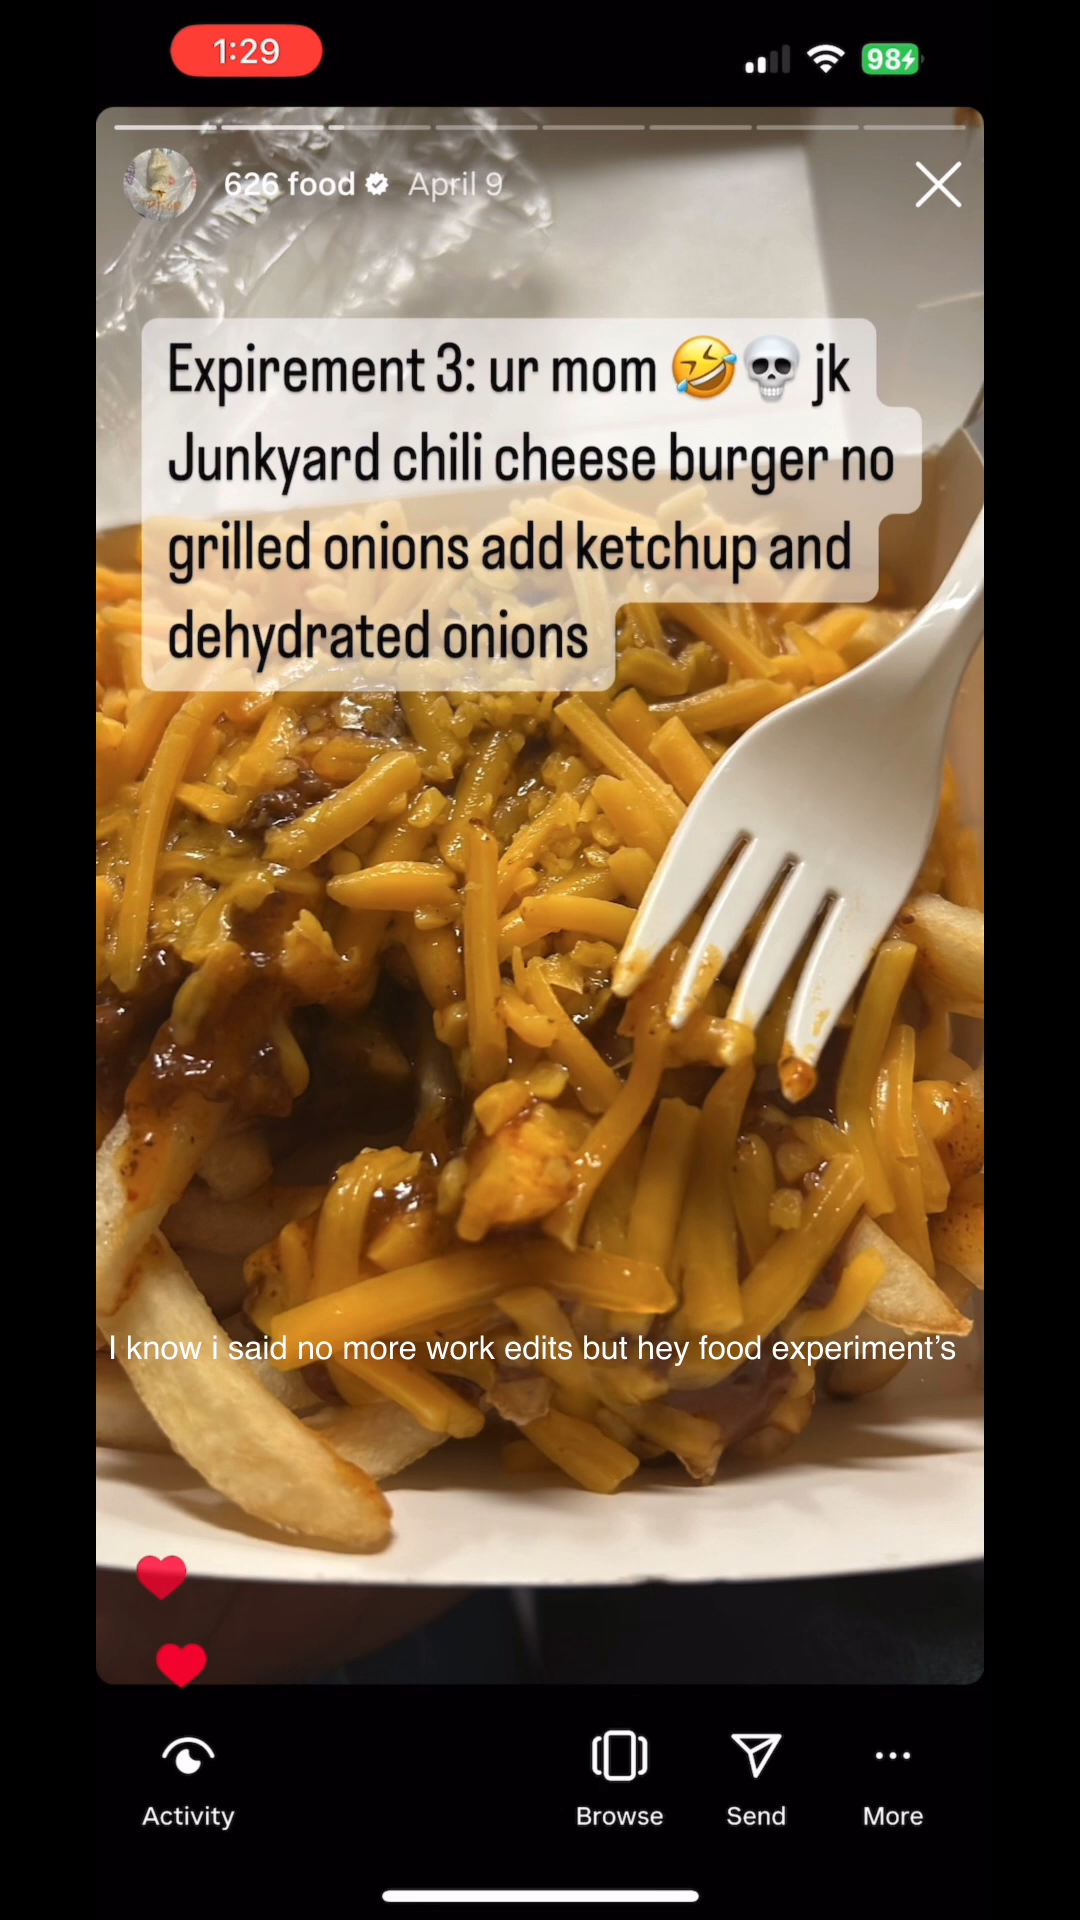 1:29
98
626 food April 9
Expirement 3: ur mom 🤣💀 jk
Junkyard chili cheese burger no
grilled onions add ketchup and
dehydrated onions
I know i said no more work edits but hey food experiment’s
Activity
Browse
Send
More